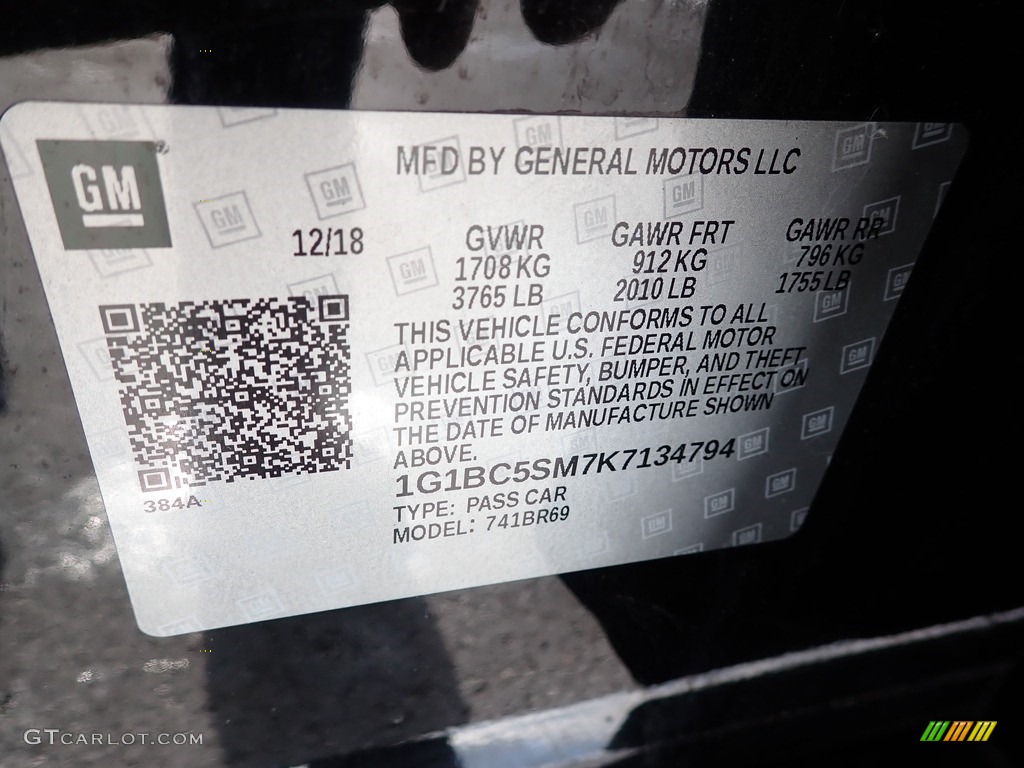 GM
MFD BY GENERAL MOTORS LLC
12/18
GVWR GAWR FRT GAWR RR
1708 KG 912 KG 796 KG
3765 LB 2010 LB 1755 LB
THIS VEHICLE CONFORMS TO ALL
APPLICABLE U.S. FEDERAL MOTOR
VEHICLE SAFETY, BUMPER, AND THEFT
PREVENTION STANDARDS IN EFFECT ON
THE DATE OF MANUFACTURE SHOWN
ABOVE.
1G1BC5SM7K7134794
TYPE: PASS CAR
MODEL: 741BR69
384A
GTCARLOT.COM